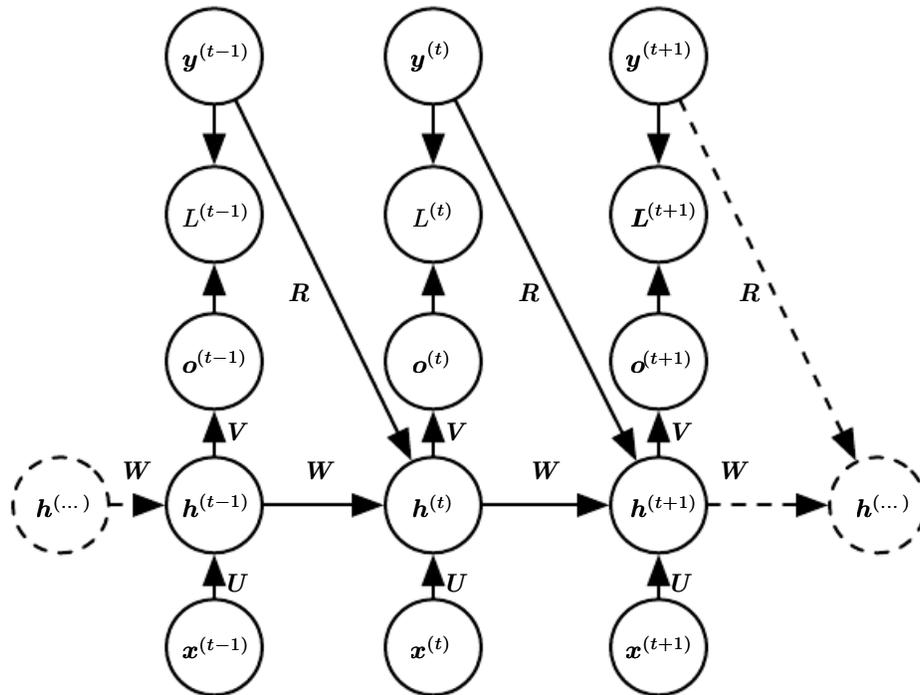 y^(t−1) y^(t) y^(t+1)
L^(t−1) L^(t) L^(t+1)
R R R
o^(t−1) o^(t) o^(t+1)
V V V
W W W W
h^(...) h^(t−1) h^(t) h^(t+1) h^(...)
U U U
x^(t−1) x^(t) x^(t+1)